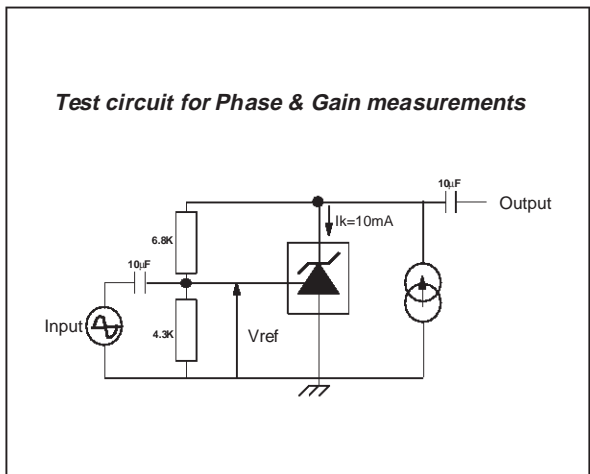 Test circuit for Phase & Gain measurements
10µF
Output
Ik=10mA
6.8K
10µF
Input
4.3K
Vref